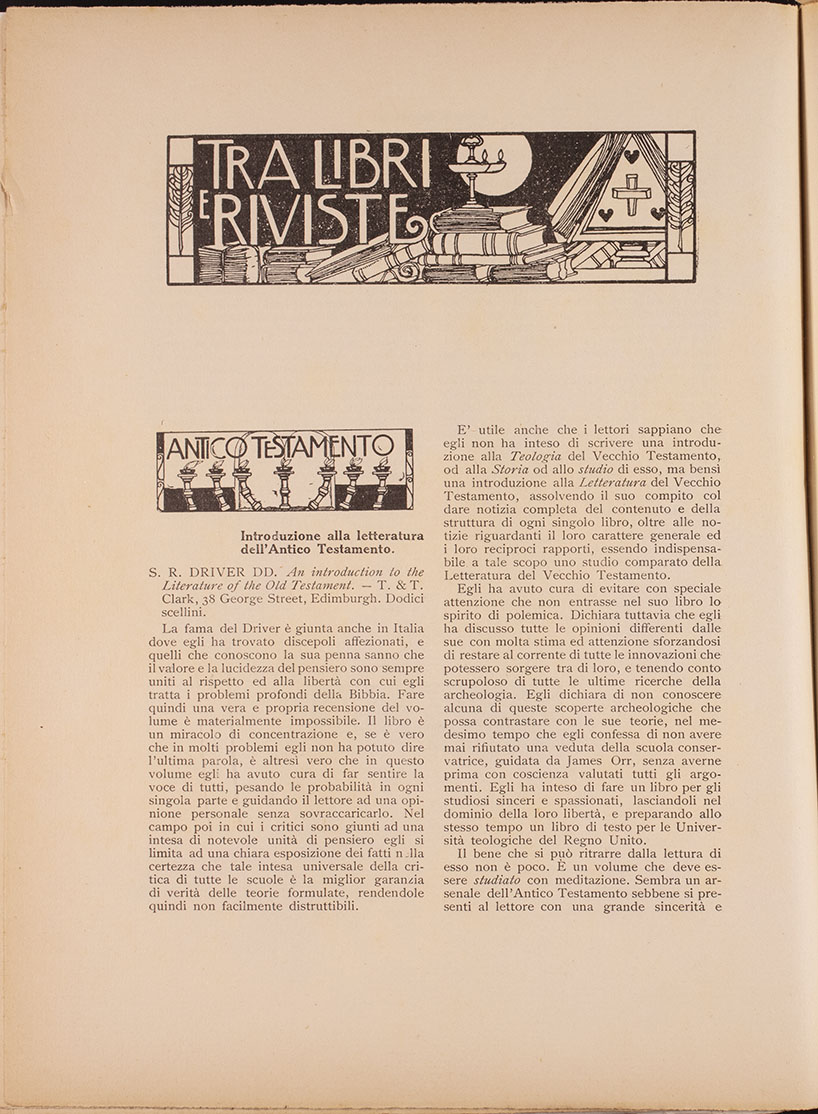 TRA LIBRI
E RIVISTE
ANTICO TESTAMENTO
Introduzione alla letteratura
dell'Antico Testamento.
S. R. DRIVER DD. An introduction to the
Literature of the Old Testament. — T. & T.
Clark, 38 George Street, Edimburgh. Dodici
scellini.
La fama del Driver è giunta anche in Italia
dove egli ha trovato discepoli affezionati, e
quelli che conoscono la sua penna sanno che
il valore e la lucidezza del pensiero sono sempre
uniti al rispetto ed alla libertà con cui egli
tratta i problemi profondi della Bibbia. Fare
quindi una vera e propria recensione del vo-
lume è materialmente impossibile. Il libro è
un miracolo di concentrazione e, se è vero
che in molti problemi egli non ha potuto dire
l'ultima parola, è altresì vero che in questo
volume egli ha avuto cura di far sentire la
voce di tutti, pesando le probabilità in ogni
singola parte e guidando il lettore ad una opi-
nione personale senza sovraccaricarlo. Nel
campo poi in cui i critici sono giunti ad una
intesa di notevole unità di pensiero egli si
limita ad una chiara esposizione dei fatti nella
certezza che tale intesa universale della cri-
tica di tutte le scuole è la miglior garanzia
di verità delle teorie formulate, rendendole
quindi non facilmente distruttibili.
E' utile anche che i lettori sappiano che
egli non ha inteso di scrivere una introdu-
zione alla Teologia del Vecchio Testamento,
od alla Storia od allo studio di esso, ma bensì
una introduzione alla Letteratura del Vecchio
Testamento, assolvendo il suo compito col
dare notizia completa del contenuto e della
struttura di ogni singolo libro, oltre alle no-
tizie riguardanti il loro carattere generale ed
i loro reciproci rapporti, essendo indispensa-
bile a tale scopo uno studio comparato della
Letteratura del Vecchio Testamento.
Egli ha avuto cura di evitare con speciale
attenzione che non entrasse nel suo libro lo
spirito di polemica. Dichiara tuttavia che egli
ha discusso tutte le opinioni differenti dalle
sue con molta stima ed attenzione sforzandosi
di restare al corrente di tutte le innovazioni che
potessero sorgere tra di loro, e tenendo conto
scrupoloso di tutte le ultime ricerche della
archeologia. Egli dichiara di non conoscere
alcuna di queste scoperte archeologiche che
possa contrastare con le sue teorie, nel me-
desimo tempo che egli confessa di non avere
mai rifiutato una veduta della scuola conser-
vatrice, guidata da James Orr, senza averne
prima con coscienza valutati tutti gli argo-
menti. Egli ha inteso di fare un libro per gli
studiosi sinceri e spassionati, lasciandoli nel
dominio della loro libertà, e preparando allo
stesso tempo un libro di testo per le Univer-
sità teologiche del Regno Unito.
Il bene che si può ritrarre dalla lettura di
esso non è poco. È un volume che deve es-
sere studiato con meditazione. Sembra un ar-
senale dell'Antico Testamento sebbene si pre-
senti al lettore con una grande sincerità e